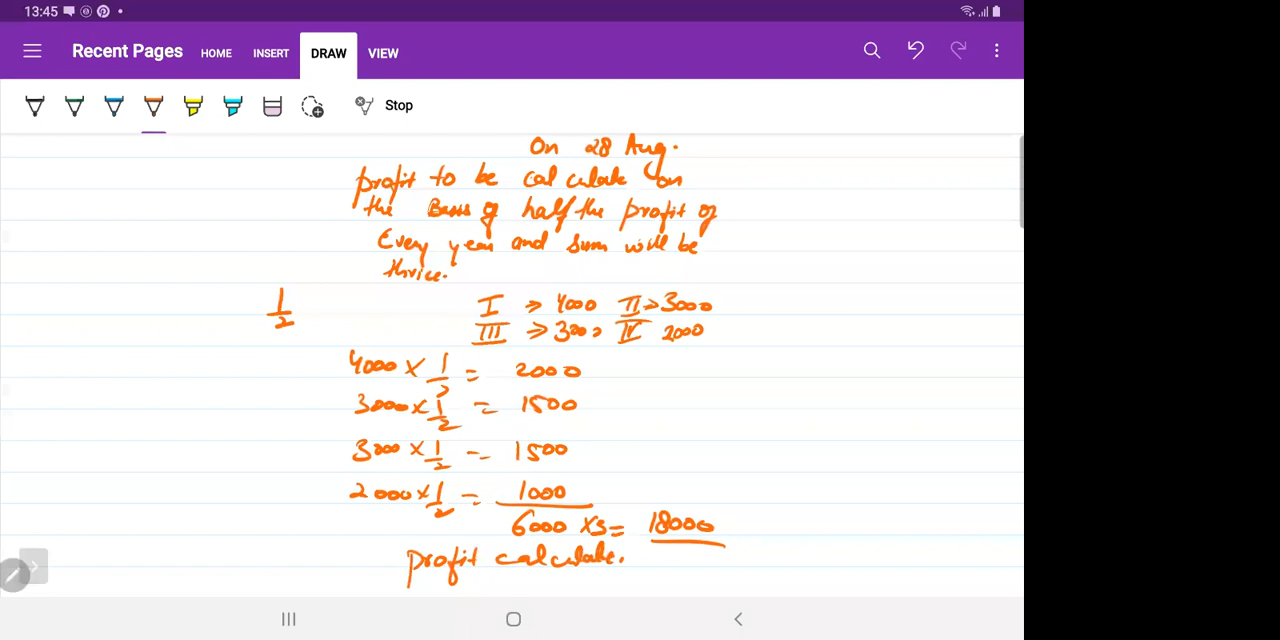 13:45
Recent Pages HOME INSERT DRAW VIEW
Stop
On 28 Aug.
profit to be calculate on
the Basis of half the profit of
Every year and sum will be
thrice.
1/2
I => 4000 II => 3000
III => 3000 IV 2000
4000 × 1/2 = 2000
3000 × 1/2 = 1500
3000 × 1/2 = 1500
2000 × 1/2 = 1000
6000 × 3 = 18000
profit calculate.